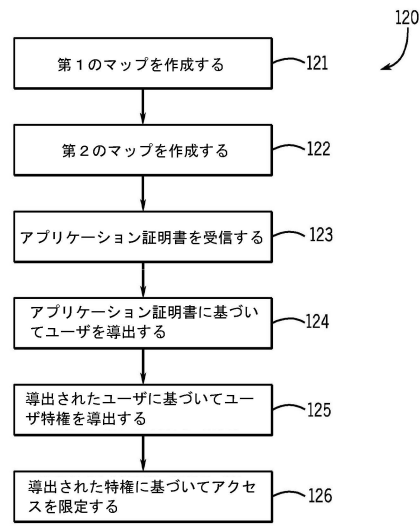 120
第１のマップを作成する
121
第２のマップを作成する
122
アプリケーション証明書を受信する
123
アプリケーション証明書に基づい
てユーザを導出する
124
導出されたユーザに基づいてユー
ザ特権を導出する
125
導出された特権に基づいてアクセ
スを限定する
126